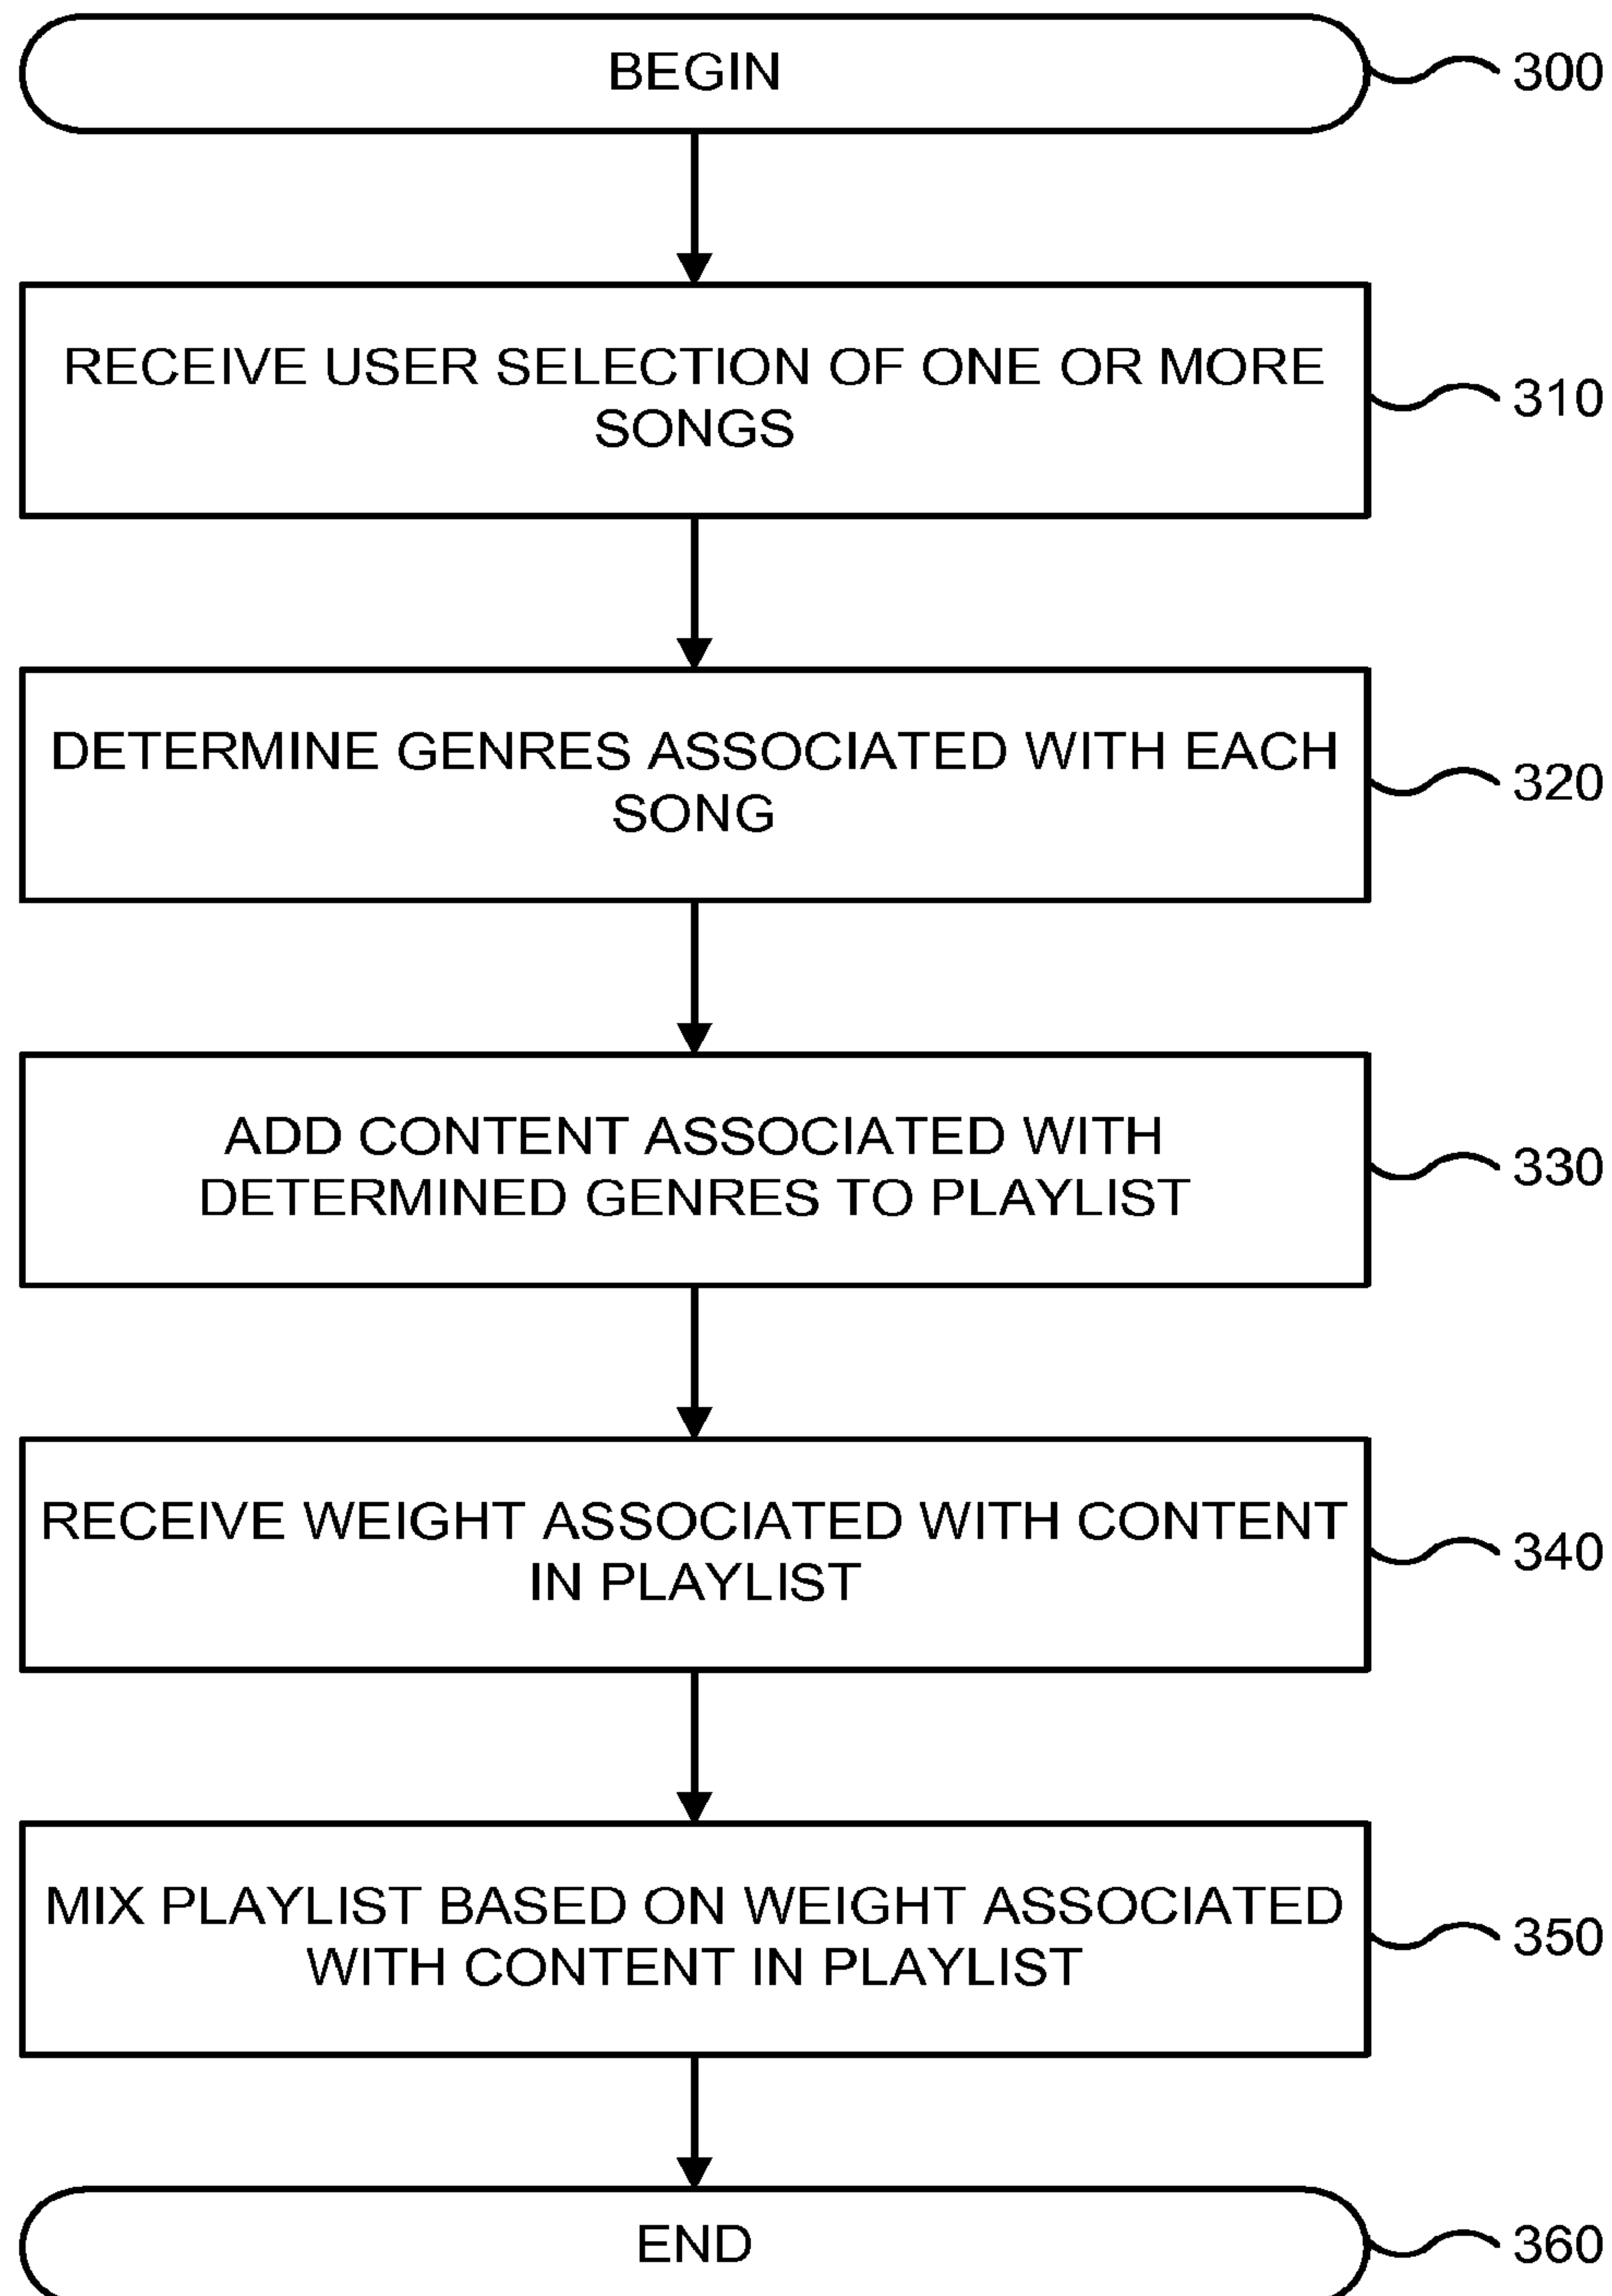 BEGIN
300
RECEIVE USER SELECTION OF ONE OR MORE
SONGS
310
DETERMINE GENRES ASSOCIATED WITH EACH
SONG
320
ADD CONTENT ASSOCIATED WITH
DETERMINED GENRES TO PLAYLIST
330
RECEIVE WEIGHT ASSOCIATED WITH CONTENT
IN PLAYLIST
340
MIX PLAYLIST BASED ON WEIGHT ASSOCIATED
WITH CONTENT IN PLAYLIST
350
END
360